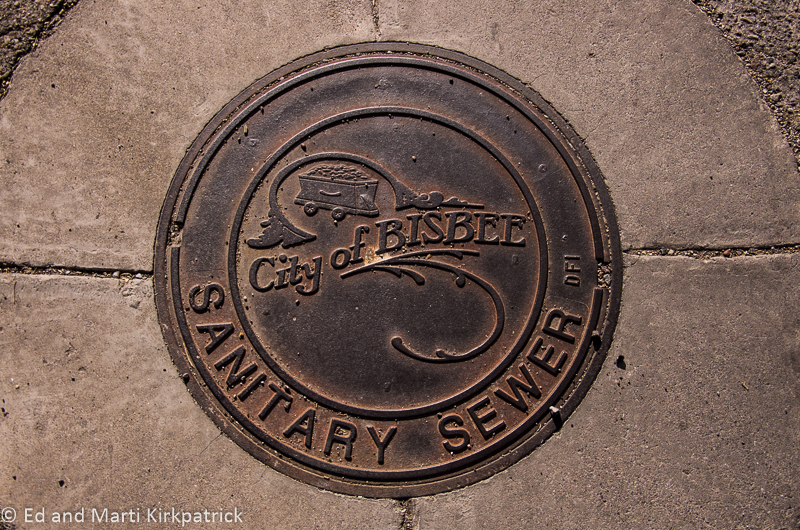 City of BISBEE
DFI
SANITARY SEWER
© Ed and Marti Kirkpatrick